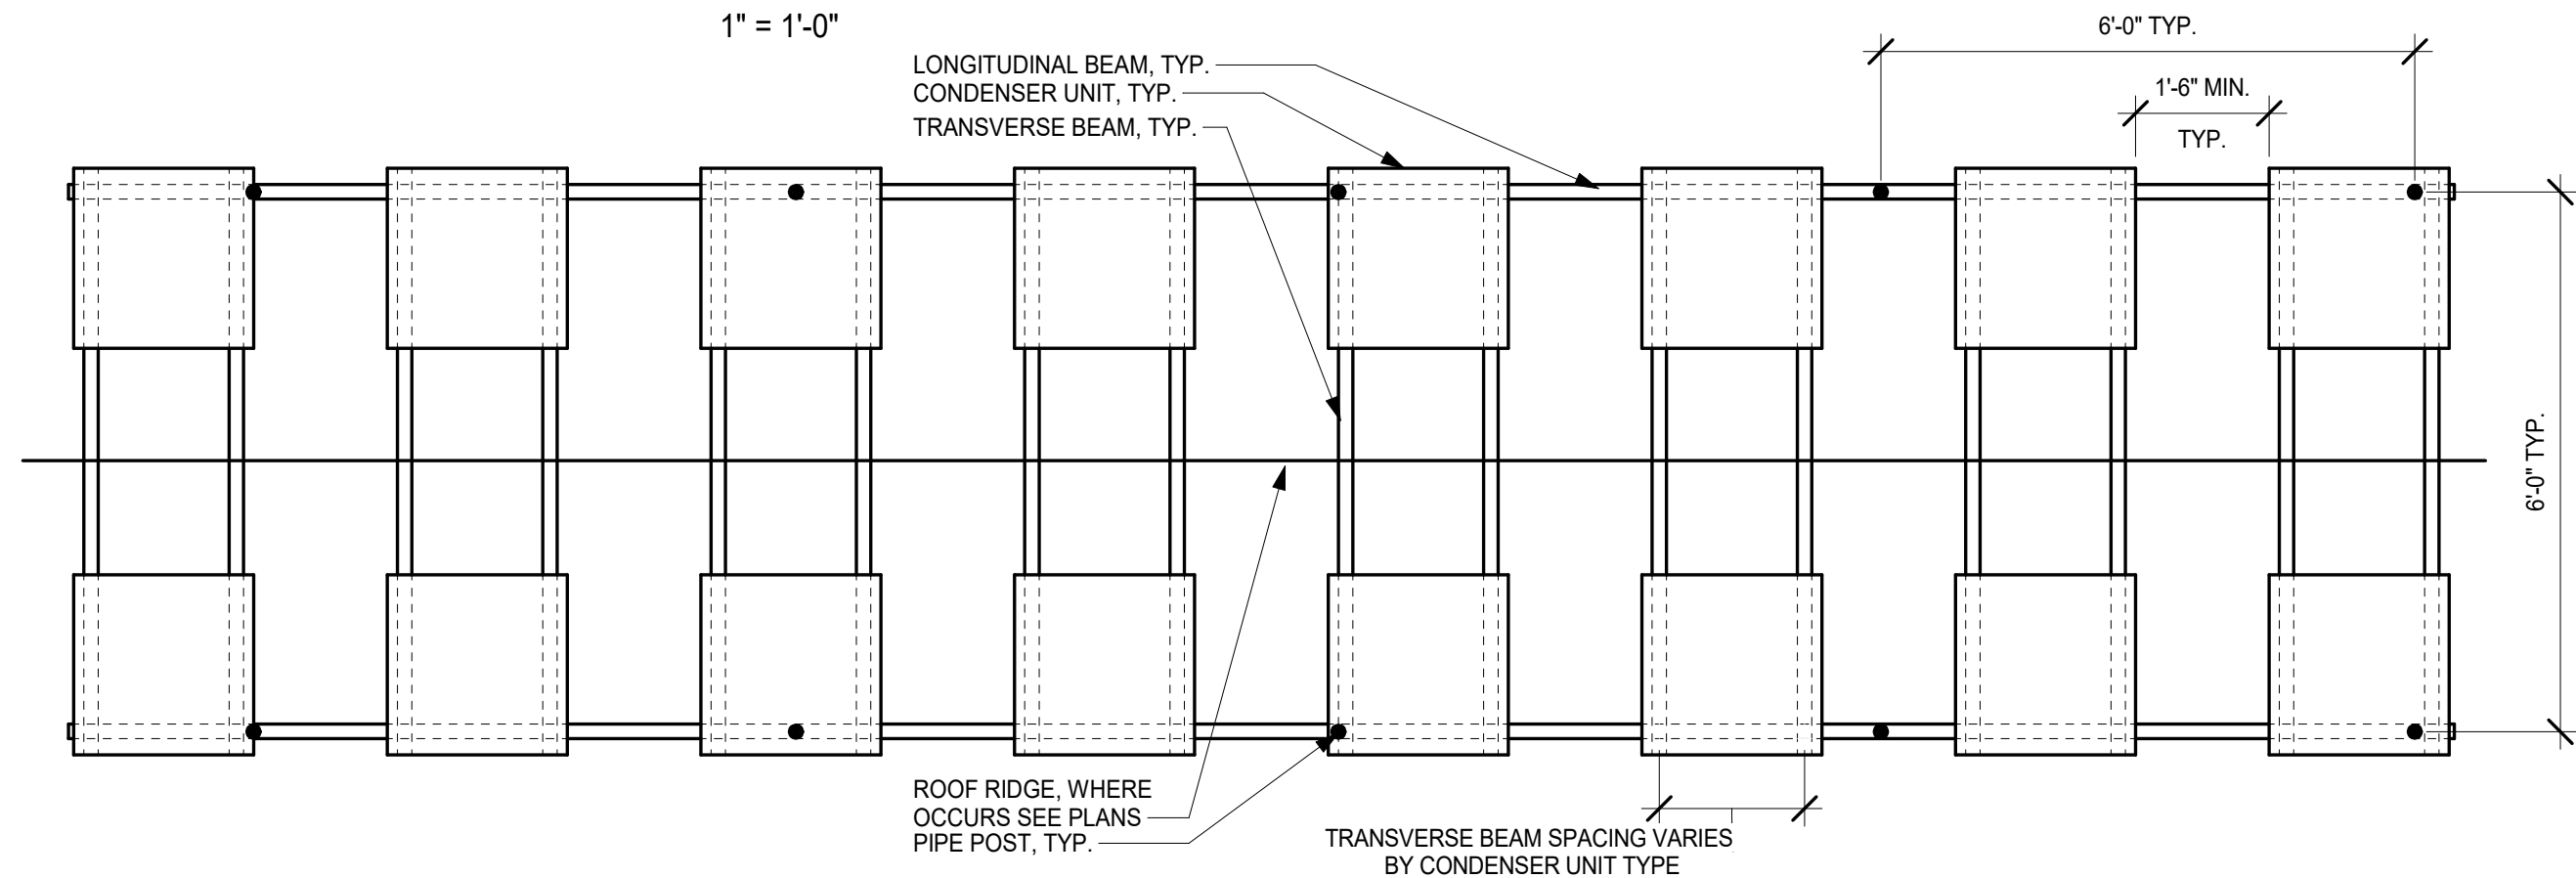 1" = 1'-0"
6'-0" TYP.
LONGITUDINAL BEAM, TYP.
CONDENSER UNIT, TYP.
TRANSVERSE BEAM, TYP.
1'-6" MIN.
TYP.
6'-0" TYP.
ROOF RIDGE, WHERE
OCCURS SEE PLANS
PIPE POST, TYP.
TRANSVERSE BEAM SPACING VARIES
BY CONDENSER UNIT TYPE